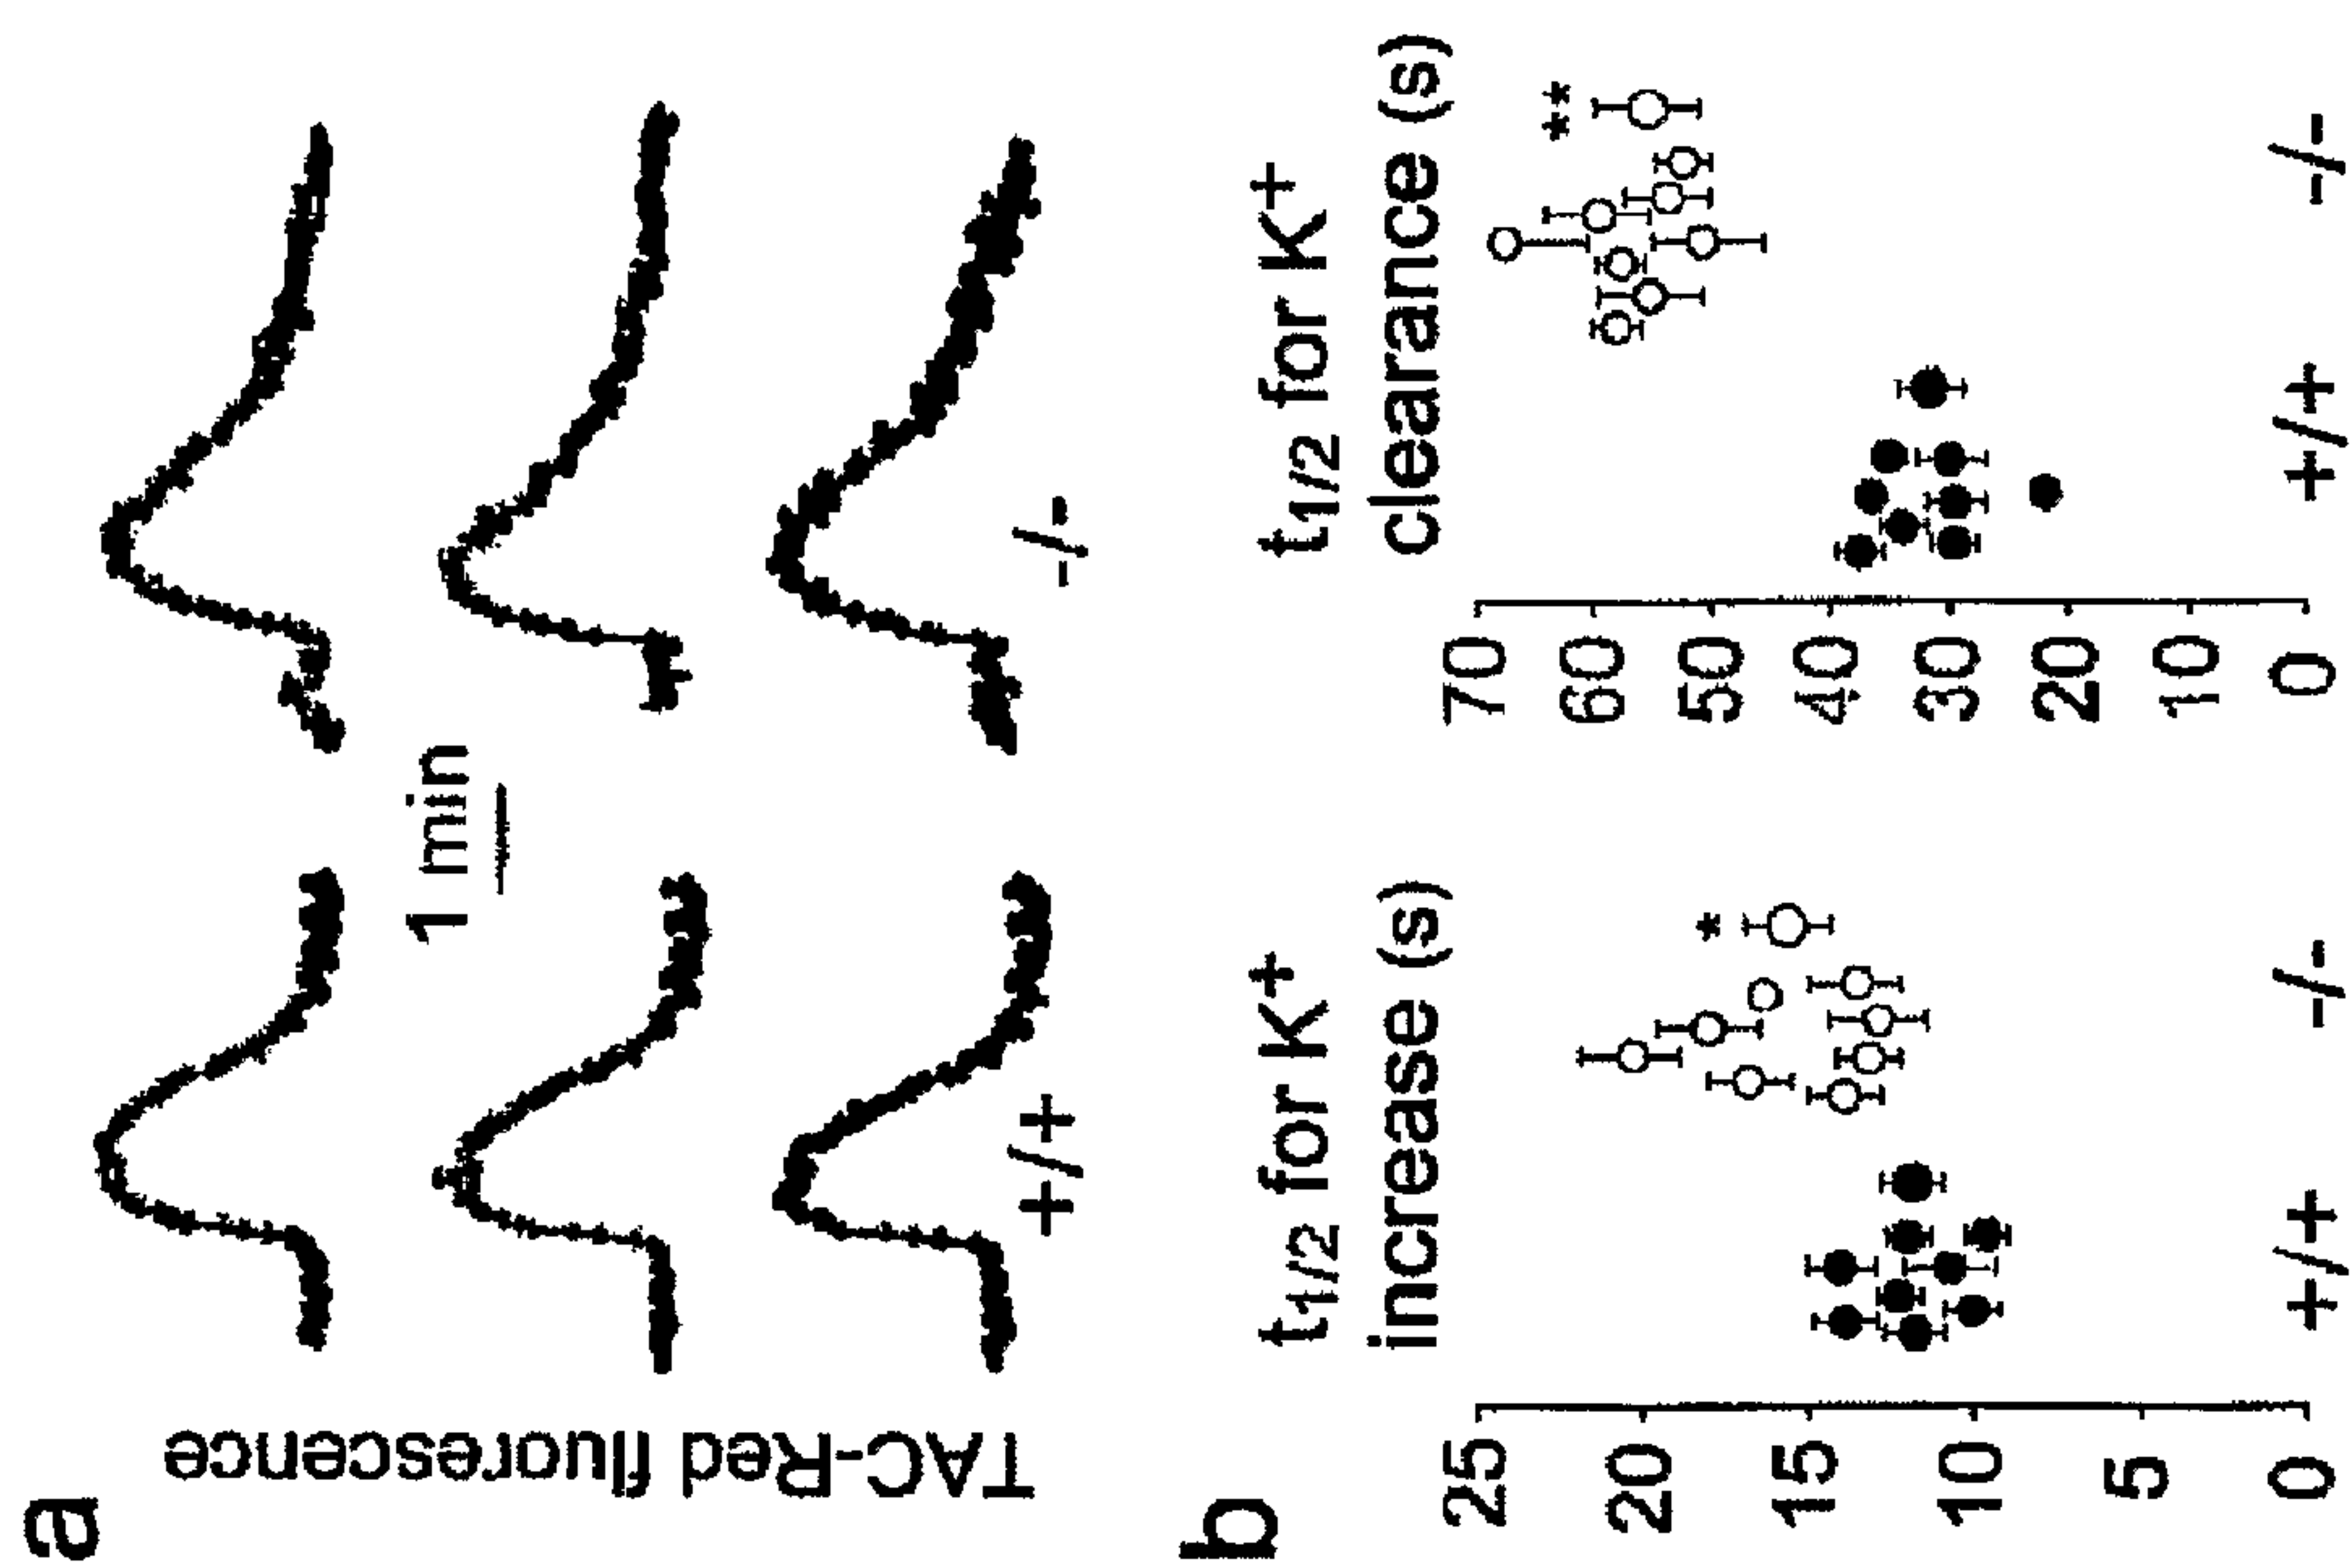 a
TAC-Red fluorescence
1 min
+/+
-/-
b
t1/2 for K+
increase (s)
25
20
15
10
5
0
*
+/+
-/-
t1/2 for K+
clearance (s)
70
60
50
40
30
20
10
0
**
+/+
-/-